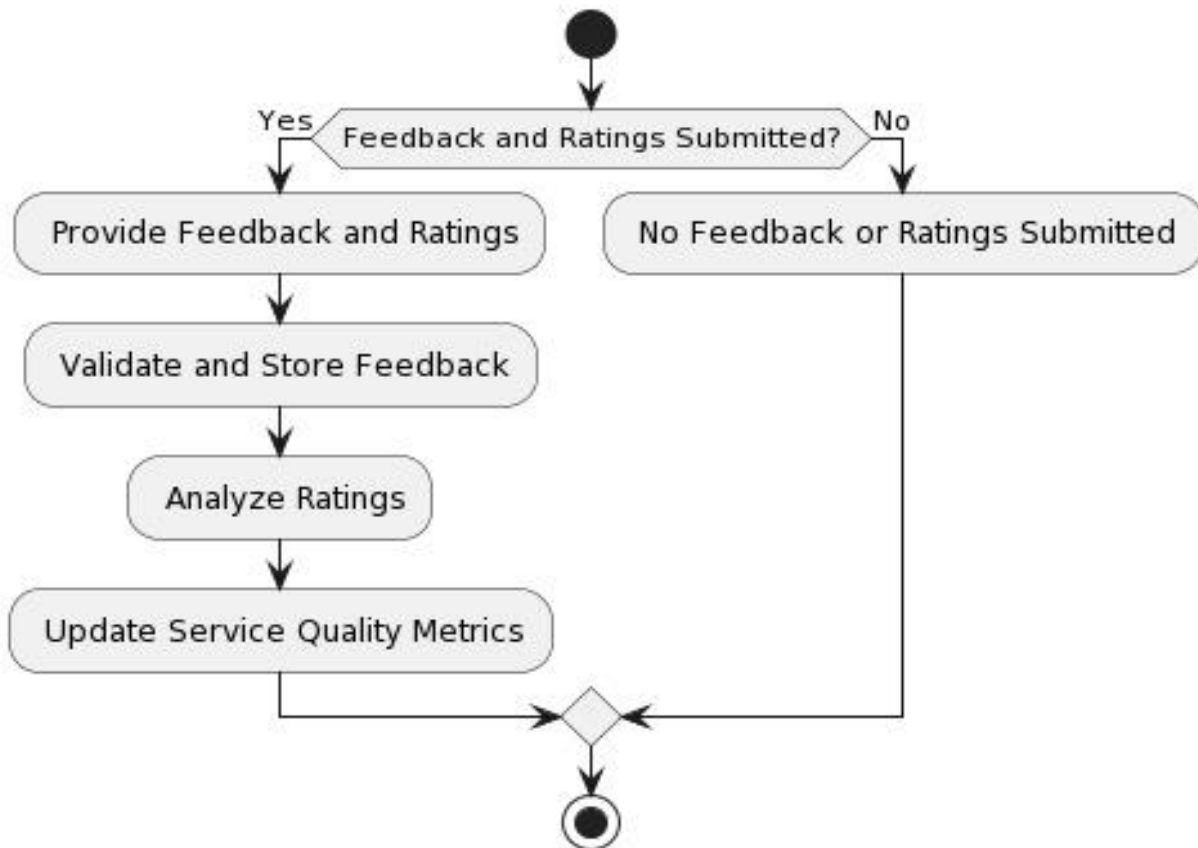 Yes
Feedback and Ratings Submitted?
No
Provide Feedback and Ratings
No Feedback or Ratings Submitted
Validate and Store Feedback
Analyze Ratings
Update Service Quality Metrics